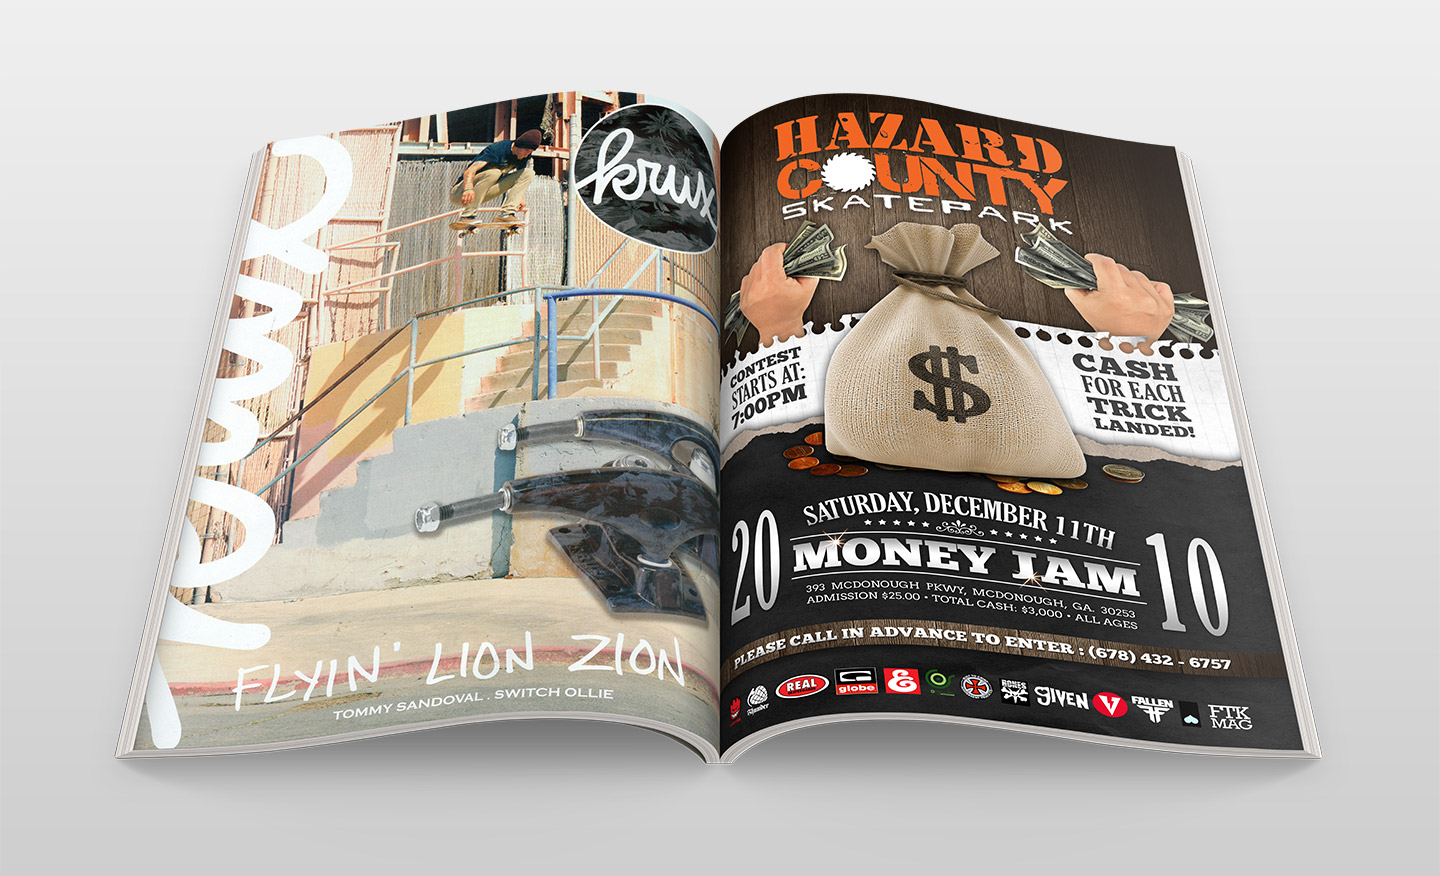 krux
krux
FLYIN' LION ZION
TOMMY SANDOVAL . SWITCH OLLIE
HAZARD
COUNTY
SKATEPARK
CONTEST
STARTS AT:
7:00PM
CASH
FOR EACH
TRICK
LANDED!
$
SATURDAY, DECEMBER 11TH
20 MONEY JAM 10
393 MCDONOUGH PKWY, MCDONOUGH, GA. 30253
ADMISSION $25.00 • TOTAL CASH: $3,000 • ALL AGES
PLEASE CALL IN ADVANCE TO ENTER : (678) 432 - 6757
Thunder
REAL
globe
BONES
given
V
FALLEN
FTK
MAG